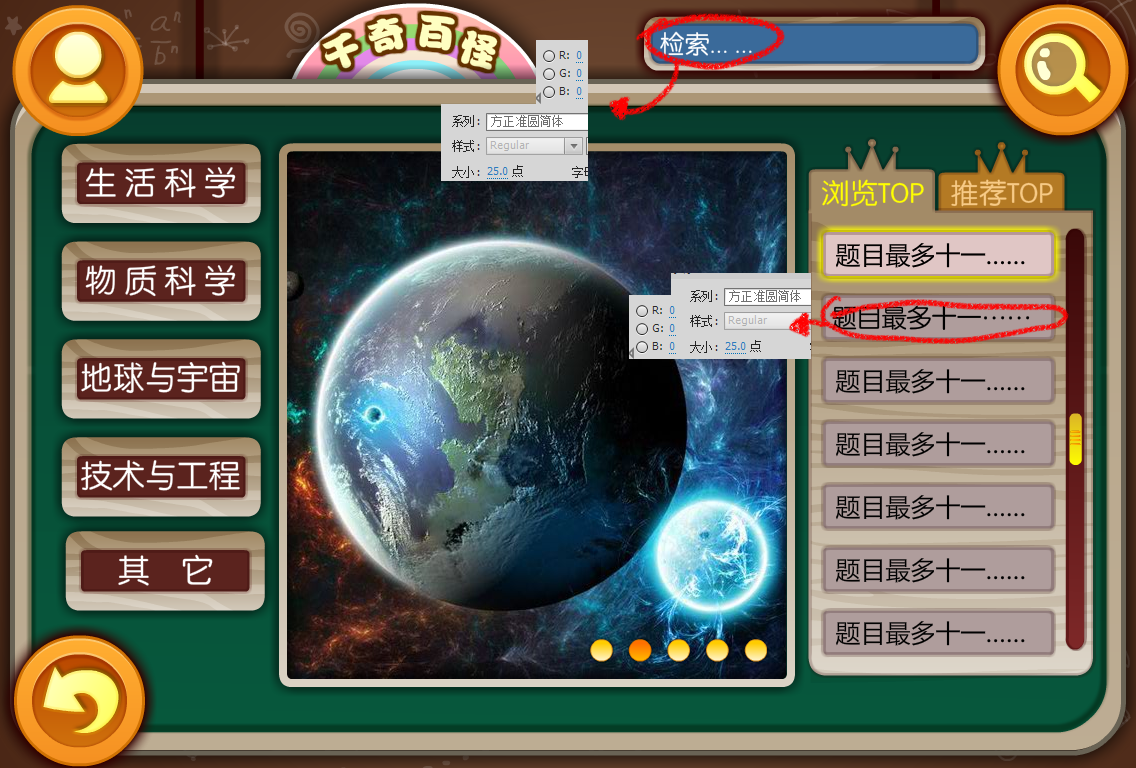 千奇百怪
检索... ...
R: 0
G: 0
B: 0
系列: 方正准圆简体
样式: Regular
大小: 25.0 点
生活科学
物质科学
地球与宇宙
技术与工程
其 它
R: 0
G: 0
B: 0
系列: 方正准圆简体
样式: Regular
大小: 25.0 点
浏览TOP
推荐TOP
题目最多十一......
题目最多十一……
题目最多十一......
题目最多十一......
题目最多十一......
题目最多十一......
题目最多十一......